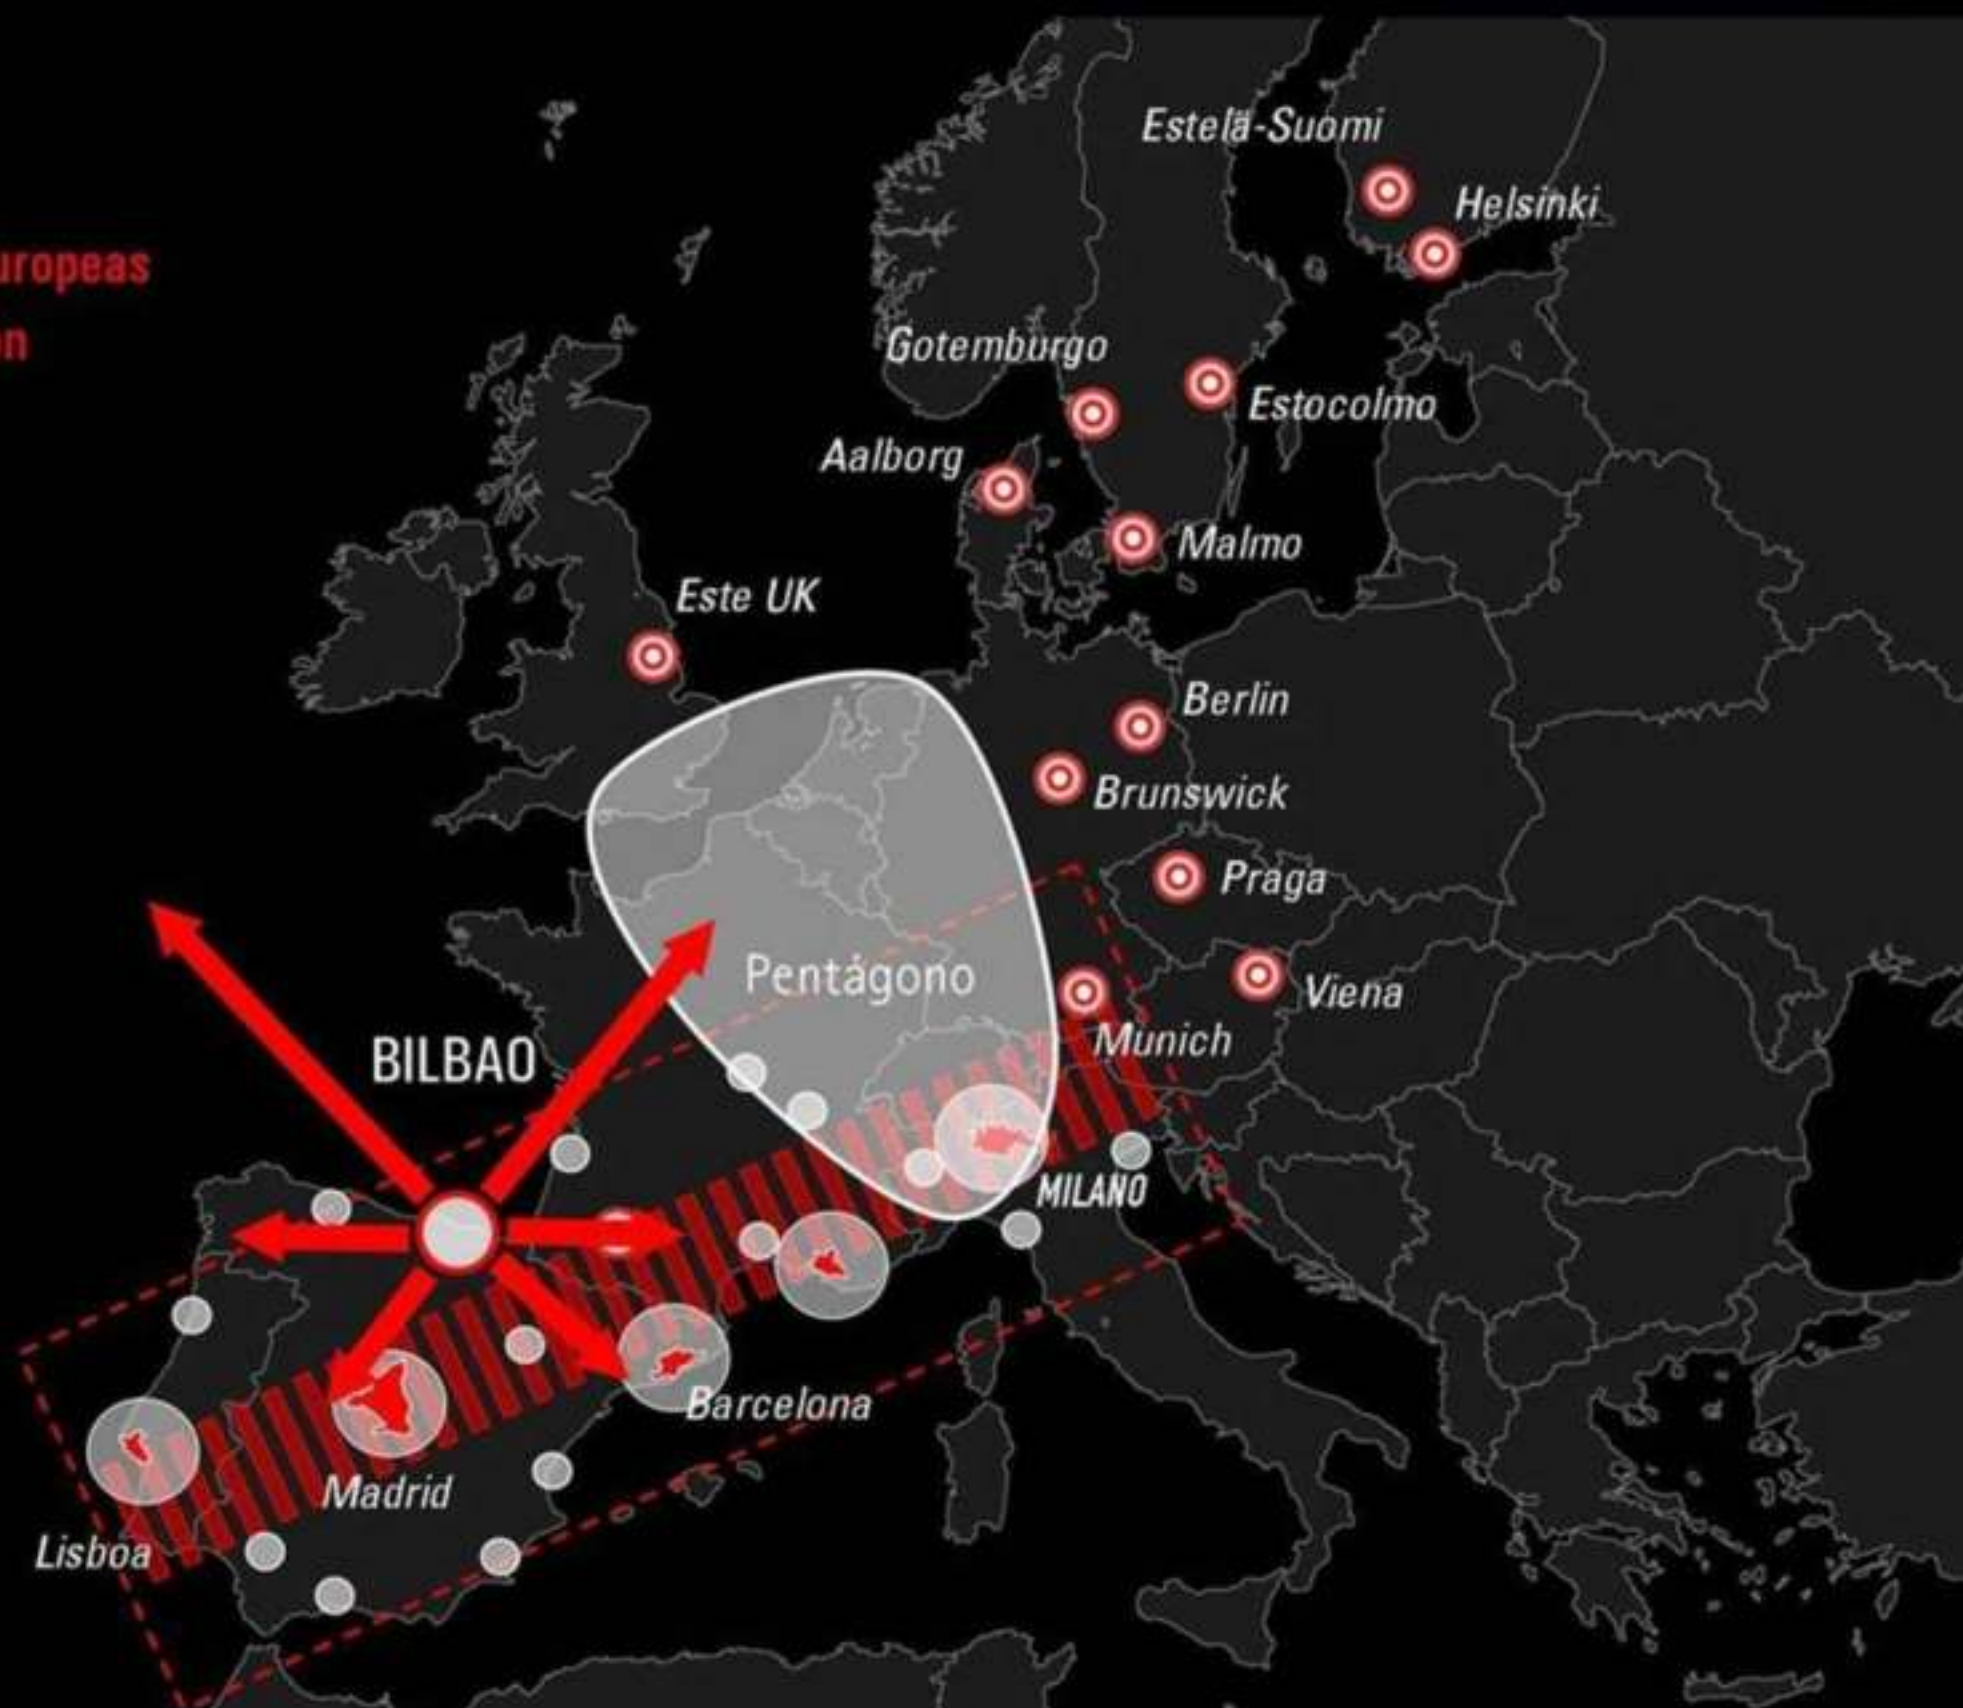 Estelä-Suomi
Helsinki
uropeas
on
Gotemburgo
Estocolmo
Aalborg
Malmo
Este UK
Berlin
Brunswick
Praga
Pentágono
Viena
Munich
BILBAO
MILANO
Barcelona
Madrid
Lisboa